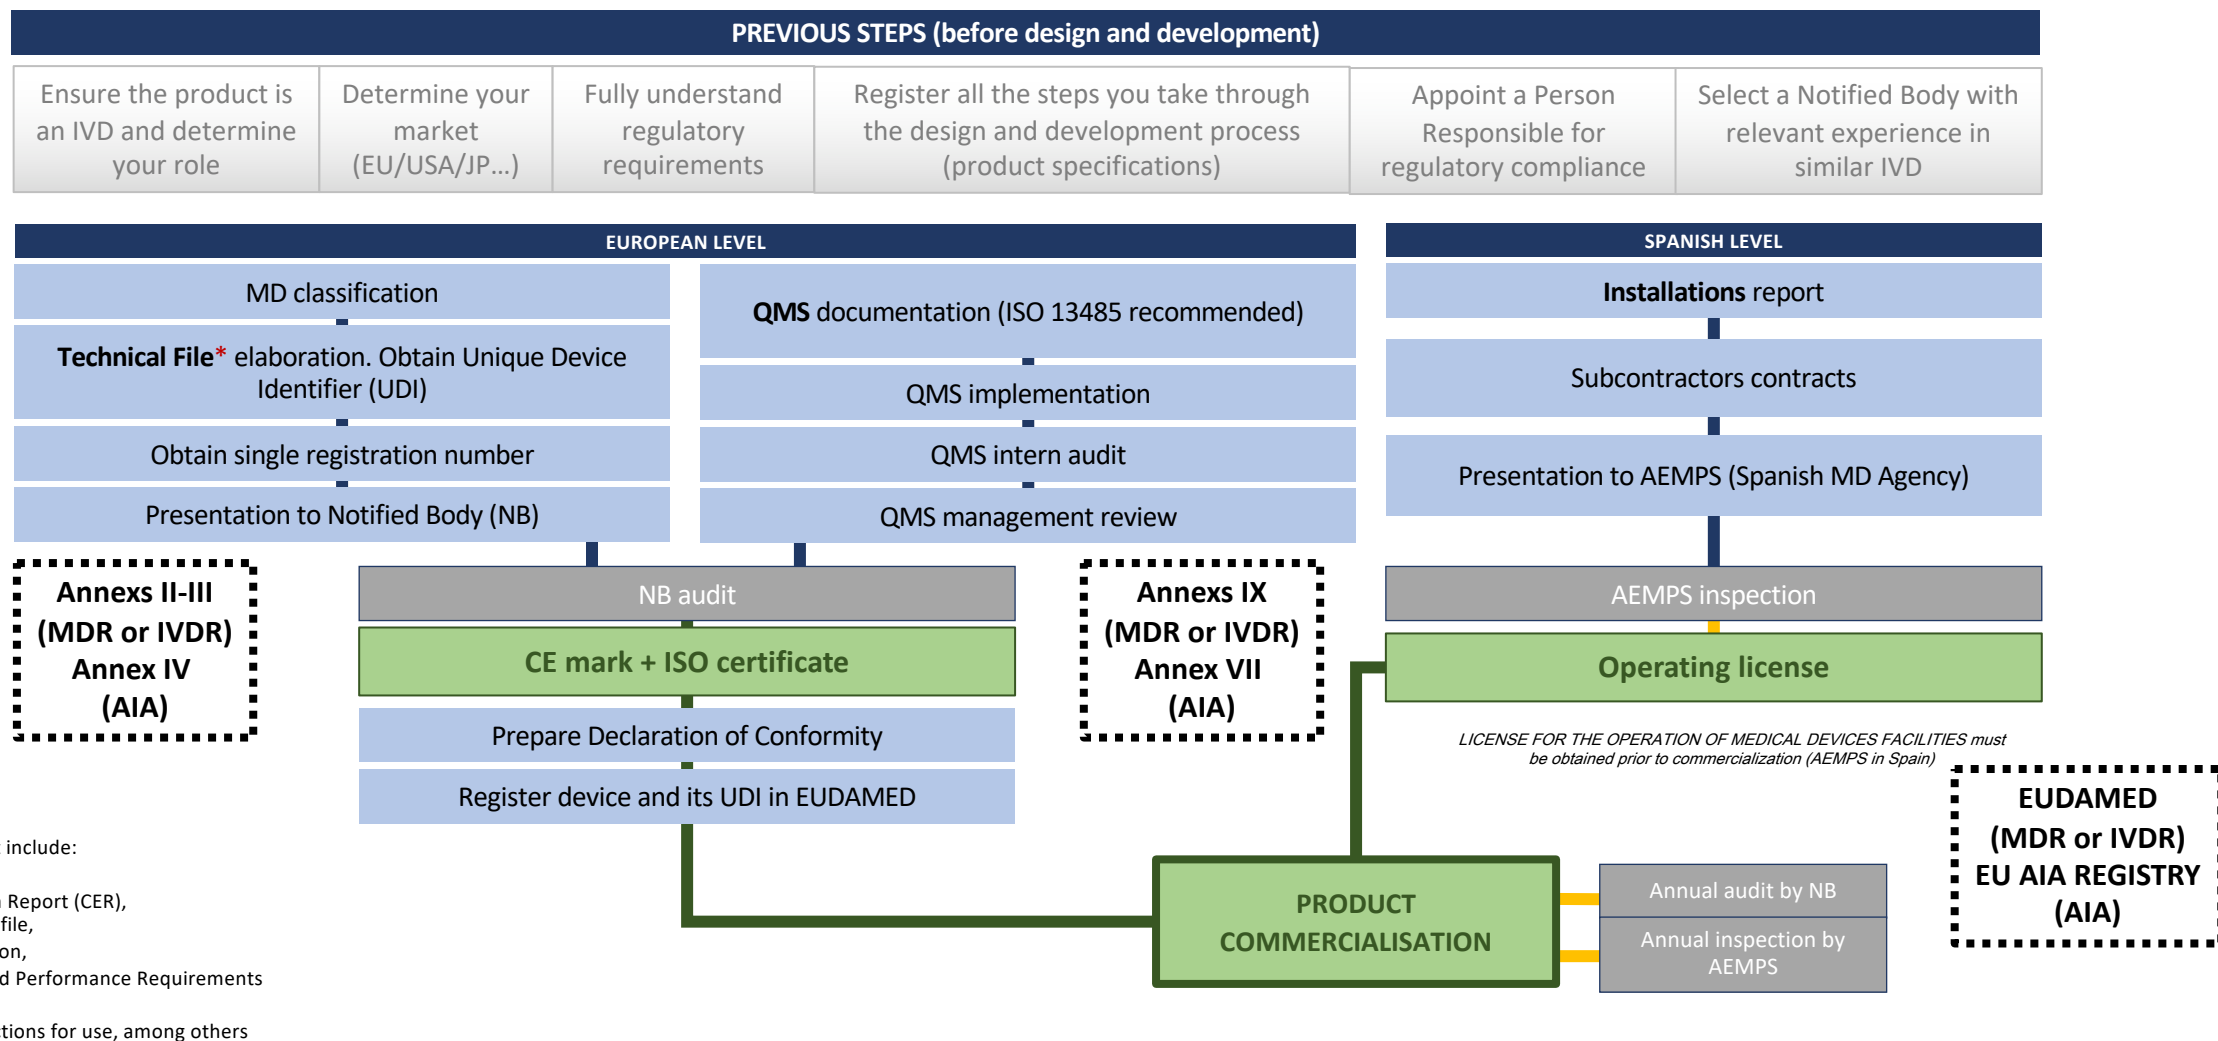 PREVIOUS STEPS (before design and development)
Ensure the product is
an IVD and determine
your role
Determine your
market
(EU/USA/JP...)
Fully understand
regulatory
requirements
Register all the steps you take through
the design and development process
(product specifications)
Appoint a Person
Responsible for
regulatory compliance
Select a Notified Body with
relevant experience in
similar IVD
EUROPEAN LEVEL
MD classification
Technical File* elaboration. Obtain Unique Device
Identifier (UDI)
Obtain single registration number
Presentation to Notified Body (NB)
QMS documentation (ISO 13485 recommended)
QMS implementation
QMS intern audit
QMS management review
SPANISH LEVEL
Installations report
Subcontractors contracts
Presentation to AEMPS (Spanish MD Agency)
Annexs II-III
(MDR or IVDR)
Annex IV
(AIA)
NB audit
CE mark + ISO certificate
Prepare Declaration of Conformity
Register device and its UDI in EUDAMED
Annexs IX
(MDR or IVDR)
Annex VII
(AIA)
AEMPS inspection
Operating license
LICENSE FOR THE OPERATION OF MEDICAL DEVICES FACILITIES must
be obtained prior to commercialization (AEMPS in Spain)
EUDAMED
(MDR or IVDR)
EU AIA REGISTRY
(AIA)
include:
Report (CER),
file,
on,
d Performance Requirements
ctions for use, among others
PRODUCT
COMMERCIALISATION
Annual audit by NB
Annual inspection by
AEMPS